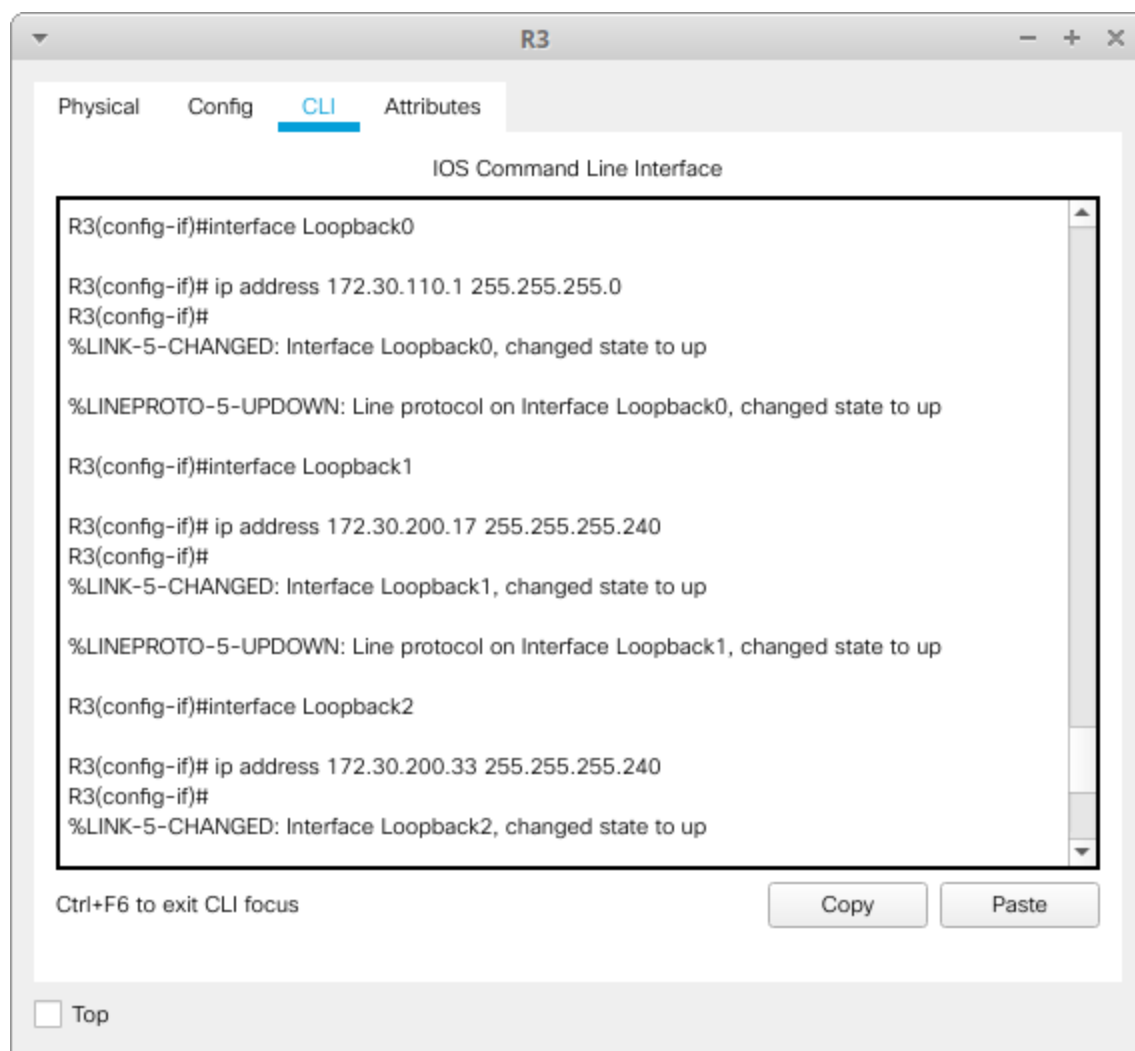 R3
Physical Config CLI Attributes
IOS Command Line Interface
R3(config-if)#interface Loopback0
R3(config-if)# ip address 172.30.110.1 255.255.255.0
R3(config-if)#
%LINK-5-CHANGED: Interface Loopback0, changed state to up
%LINEPROTO-5-UPDOWN: Line protocol on Interface Loopback0, changed state to up
R3(config-if)#interface Loopback1
R3(config-if)# ip address 172.30.200.17 255.255.255.240
R3(config-if)#
%LINK-5-CHANGED: Interface Loopback1, changed state to up
%LINEPROTO-5-UPDOWN: Line protocol on Interface Loopback1, changed state to up
R3(config-if)#interface Loopback2
R3(config-if)# ip address 172.30.200.33 255.255.255.240
R3(config-if)#
%LINK-5-CHANGED: Interface Loopback2, changed state to up
Ctrl+F6 to exit CLI focus
Copy Paste
Top